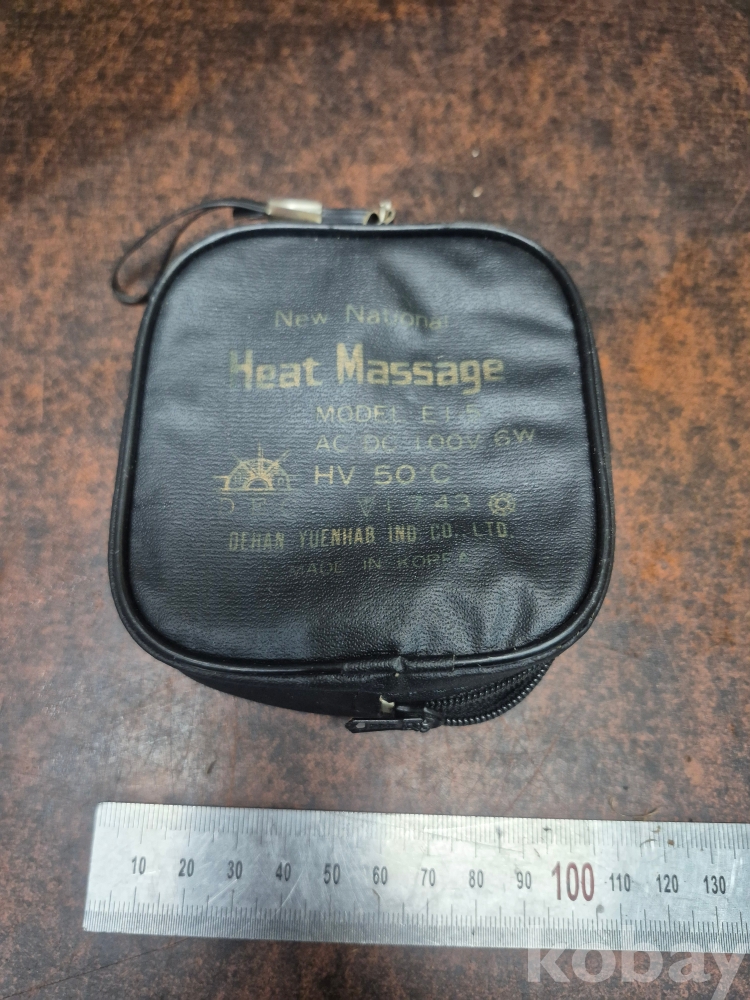 New National
Heat Massage
MODEL E L 5
AC DC 100V 6W
HV 50°C
DEHAN YUENHAB IND CO., LTD.
MADE IN KOREA
10 20 30 40 50 60 70 80 90 100 110 120 130
kobay